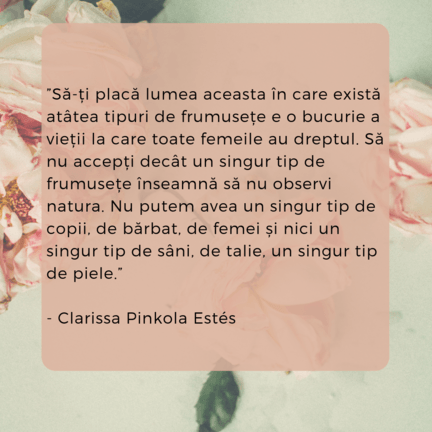 ”Să-ți placă lumea aceasta în care există
atâtea tipuri de frumusețe e o bucurie a
vieții la care toate femeile au dreptul. Să
nu accepți decât un singur tip de
frumusețe înseamnă să nu observi
natura. Nu putem avea un singur tip de
copii, de bărbat, de femei și nici un
singur tip de sâni, de talie, un singur tip
de piele.”
- Clarissa Pinkola Estés